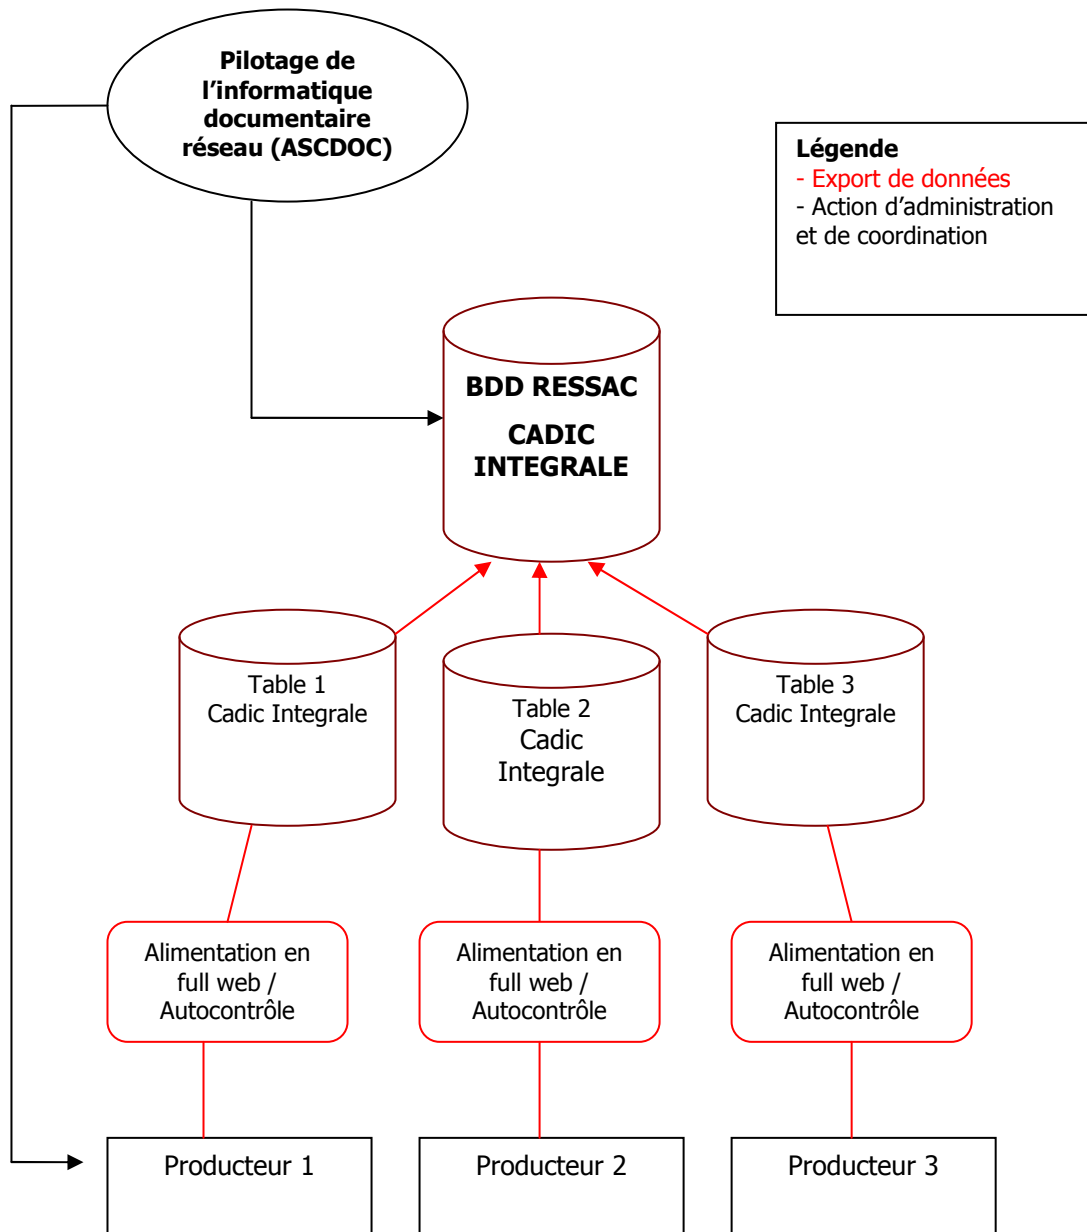 Pilotage de
l’informatique
documentaire
réseau (ASCDOC)
Légende
- Export de données
- Action d’administration
et de coordination
BDD RESSAC
CADIC
INTEGRALE
Table 1
Cadic Integrale
Table 2
Cadic
Integrale
Table 3
Cadic Integrale
Alimentation en
full web /
Autocontrôle
Alimentation en
full web /
Autocontrôle
Alimentation en
full web /
Autocontrôle
Producteur 1
Producteur 2
Producteur 3